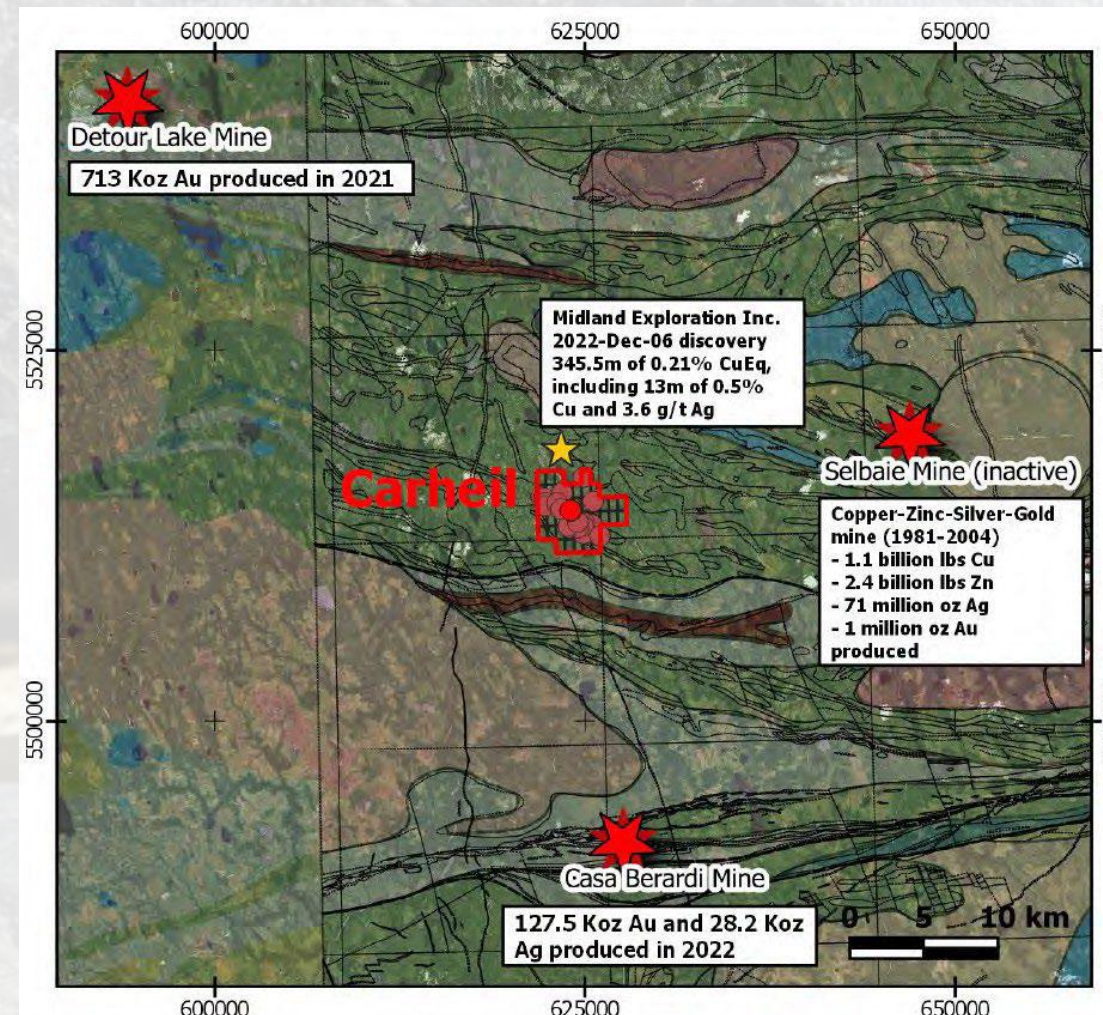 600000
625000
650000
Detour Lake Mine
713 Koz Au produced in 2021
5525000
Midland Exploration Inc.
2022-Dec-06 discovery
345.5m of 0.21% CuEq,
including 13m of 0.5%
Cu and 3.6 g/t Ag
Carheil
Selbaie Mine (inactive)
Copper-Zinc-Silver-Gold
mine (1981-2004)
- 1.1 billion lbs Cu
- 2.4 billion lbs Zn
- 71 million oz Ag
- 1 million oz Au
produced
5500000
Casa Berardi Mine
127.5 Koz Au and 28.2 Koz
Ag produced in 2022
0 5 10 km
600000
625000
650000